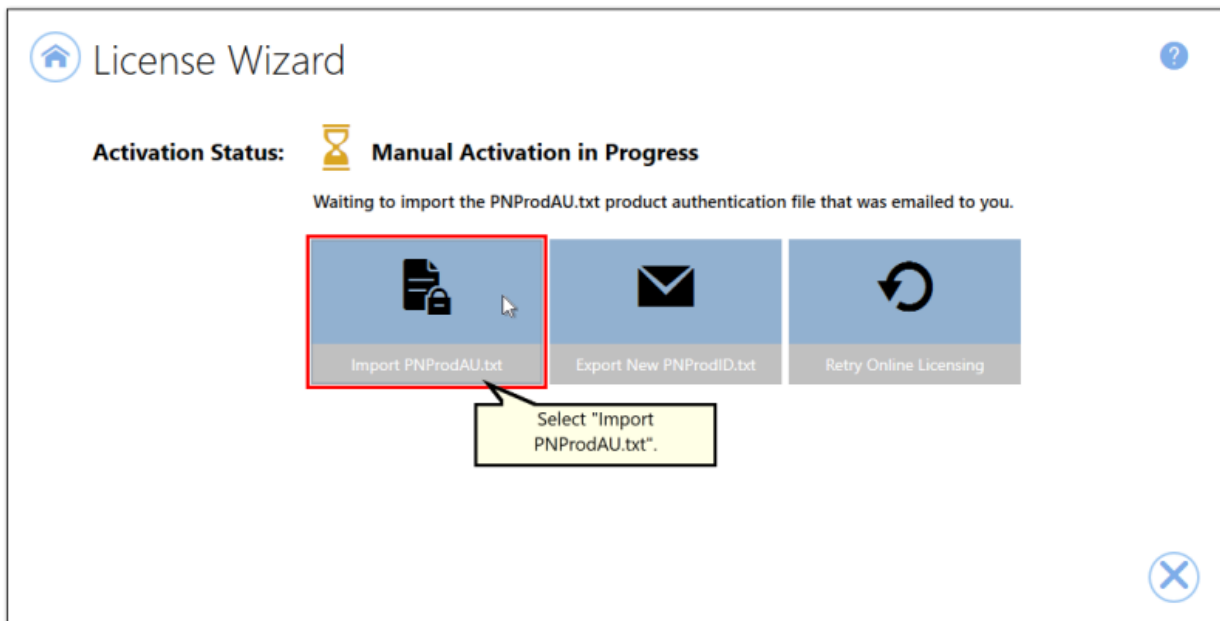 License Wizard
?
Activation Status:
Manual Activation in Progress
Waiting to import the PNProdAU.txt product authentication file that was emailed to you.
Import PNProdAU.txt
Export New PNProdID.txt
Retry Online Licensing
Select "Import
PNProdAU.txt".